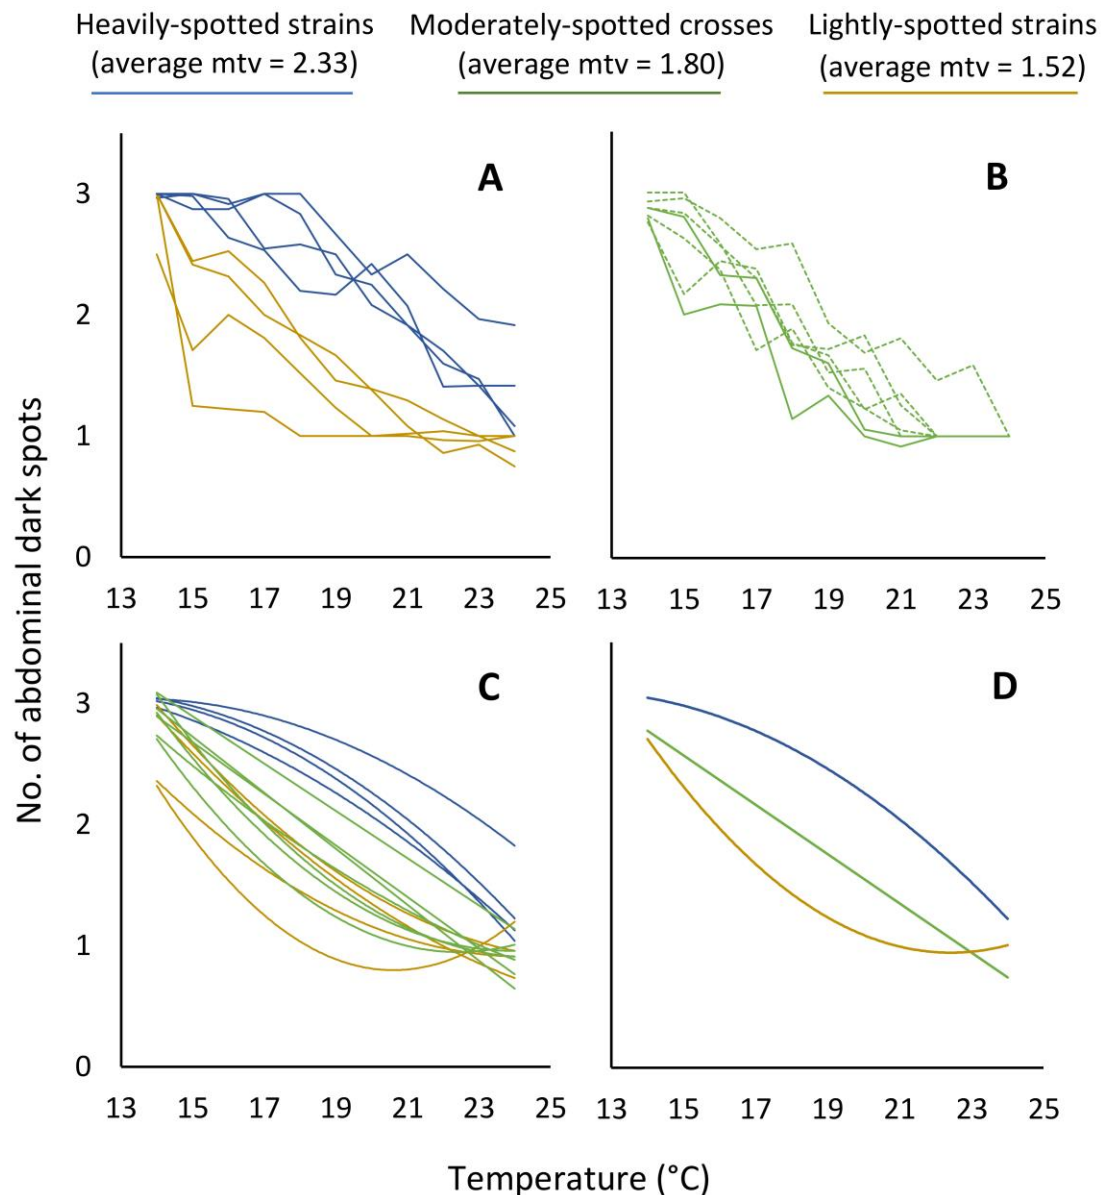 Heavily-spotted strains
(average mtv = 2.33)
Moderately-spotted crosses
(average mtv = 1.80)
Lightly-spotted strains
(average mtv = 1.52)
No. of abdominal dark spots
A
3
2
1
0
13 15 17 19 21 23 25
B
13 15 17 19 21 23 25
C
3
2
1
0
13 15 17 19 21 23 25
D
13 15 17 19 21 23 25
Temperature (°C)